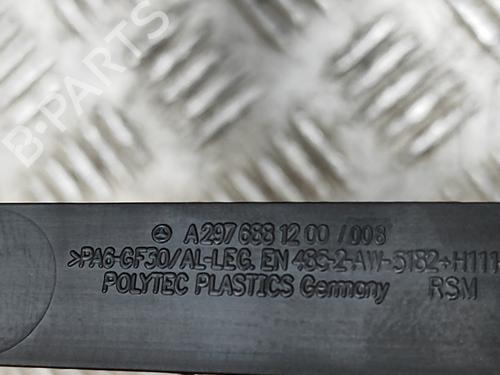 B-PARTS
A 297 688 12 00 / 008
>PA6-GF30/AL-LEG. EN 485-2-AW-5182+H111
POLYTEC PLASTICS Germany RSM